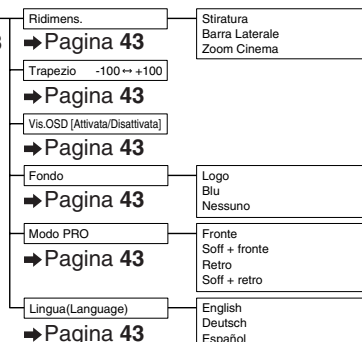 Ridimens.
Stiratura
Barra Laterale
Zoom Cinema
➡Pagina 43
Trapezio -100↔+100
➡Pagina 43
Vis.OSD [Attivata/Disattivata]
➡Pagina 43
Fondo
Logo
Blu
Nessuno
➡Pagina 43
Modo PRO
Fronte
Soff + fronte
Retro
Soff + retro
➡Pagina 43
Lingua(Language)
English
Deutsch
Español
➡Pagina 43